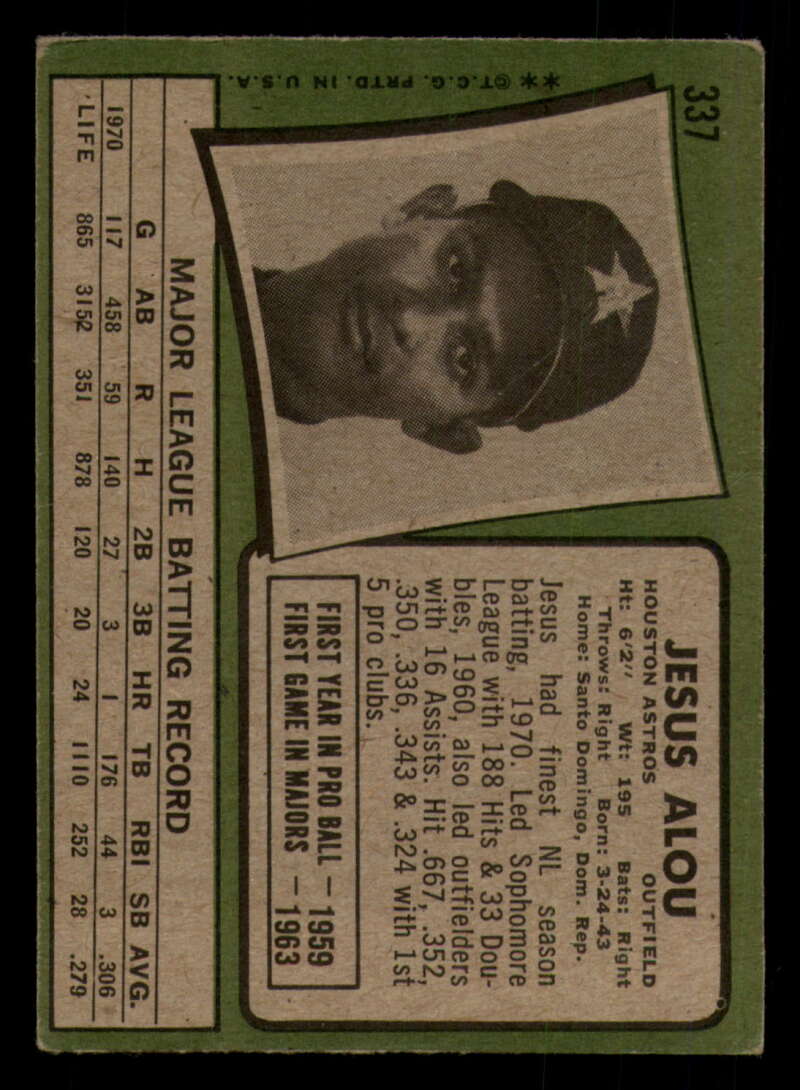 337
**©T.C.G. PRTD. IN U.S.A.
JESUS ALOU
HOUSTON ASTROS OUTFIELD
Ht: 6'2" Wt: 195 Bats: Right
Throws: Right Born: 3-24-43
Home: Santo Domingo, Dom. Rep.
Jesus had finest NL season
batting, 1970. Led Sophomore
League with 188 Hits & 33 Dou-
bles, 1960, also led outfielders
with 16 Assists. Hit .667, .352,
.350, .336, .343 & .324 with 1st
5 pro clubs.
FIRST YEAR IN PRO BALL — 1959
FIRST GAME IN MAJORS — 1963
MAJOR LEAGUE BATTING RECORD
G AB R H 2B 3B HR TB RBI SB AVG.
1970 117 458 59 140 27 3 1 176 44 3 .306
LIFE 865 3152 351 878 120 20 24 1110 252 28 .279